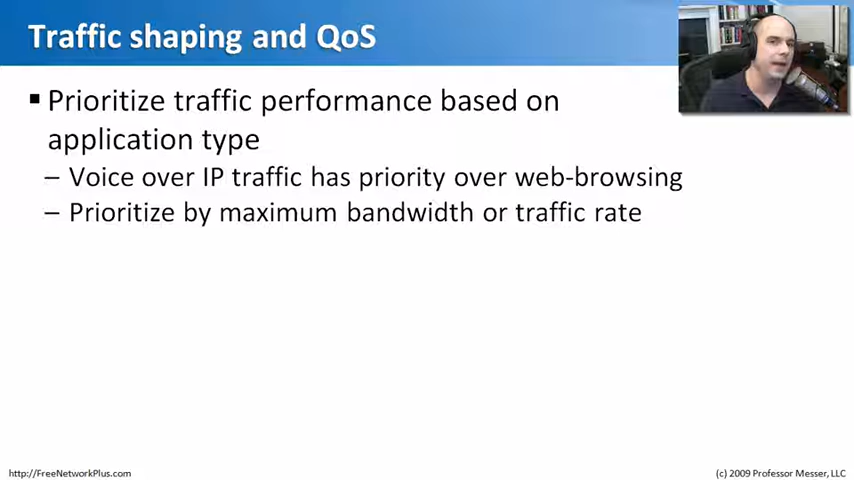 Traffic shaping and QoS
▪ Prioritize traffic performance based on
application type
– Voice over IP traffic has priority over web-browsing
– Prioritize by maximum bandwidth or traffic rate
http://FreeNetworkPlus.com
(c) 2009 Professor Messer, LLC